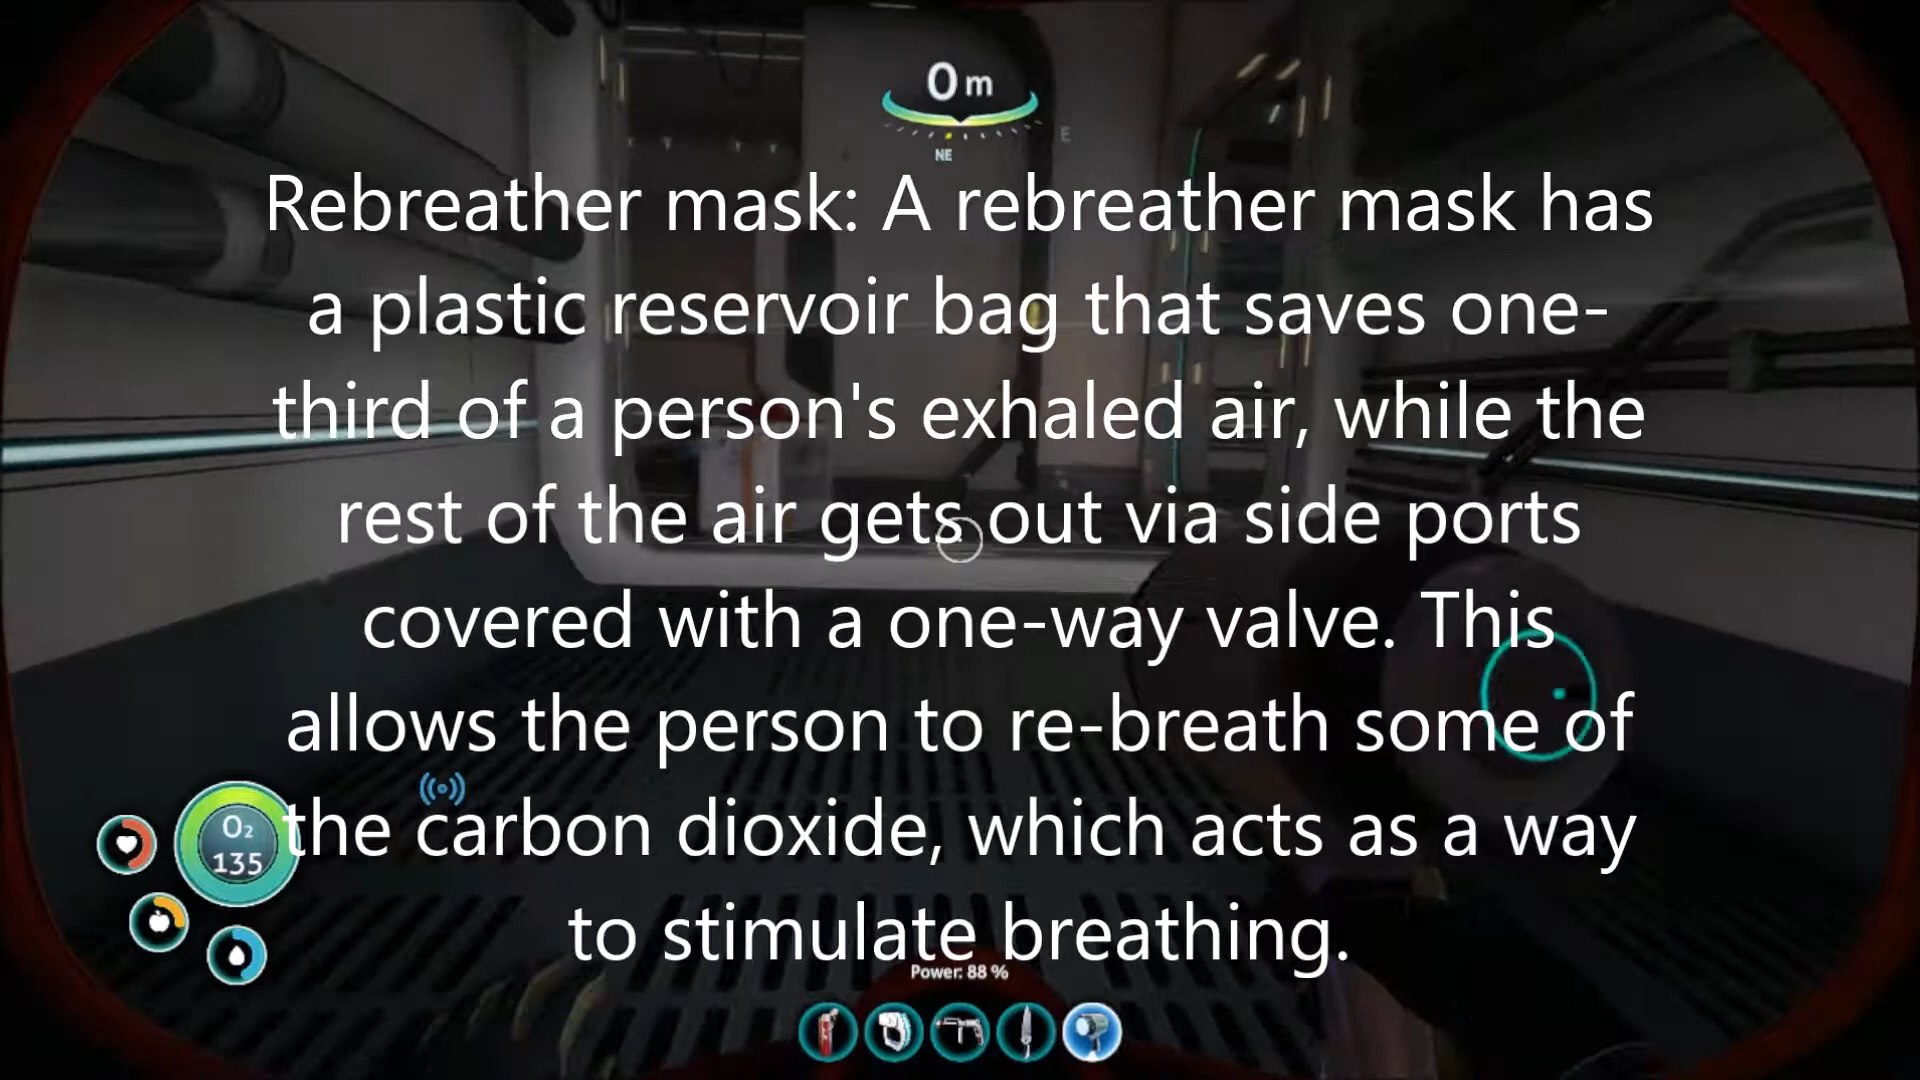 0 m
E
NE
Rebreather mask: A rebreather mask has
a plastic reservoir bag that saves one-
third of a person's exhaled air, while the
rest of the air gets out via side ports
covered with a one-way valve. This
allows the person to re-breath some of
the carbon dioxide, which acts as a way
to stimulate breathing.
O₂
135
Power: 88 %